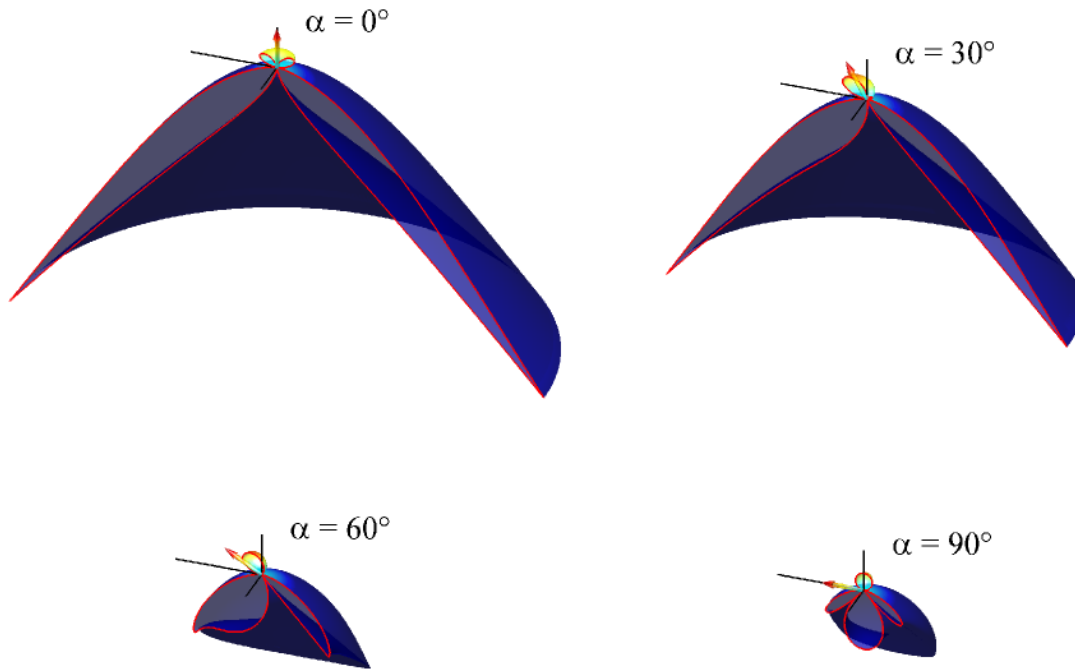 α = 0°
α = 30°
α = 60°
α = 90°